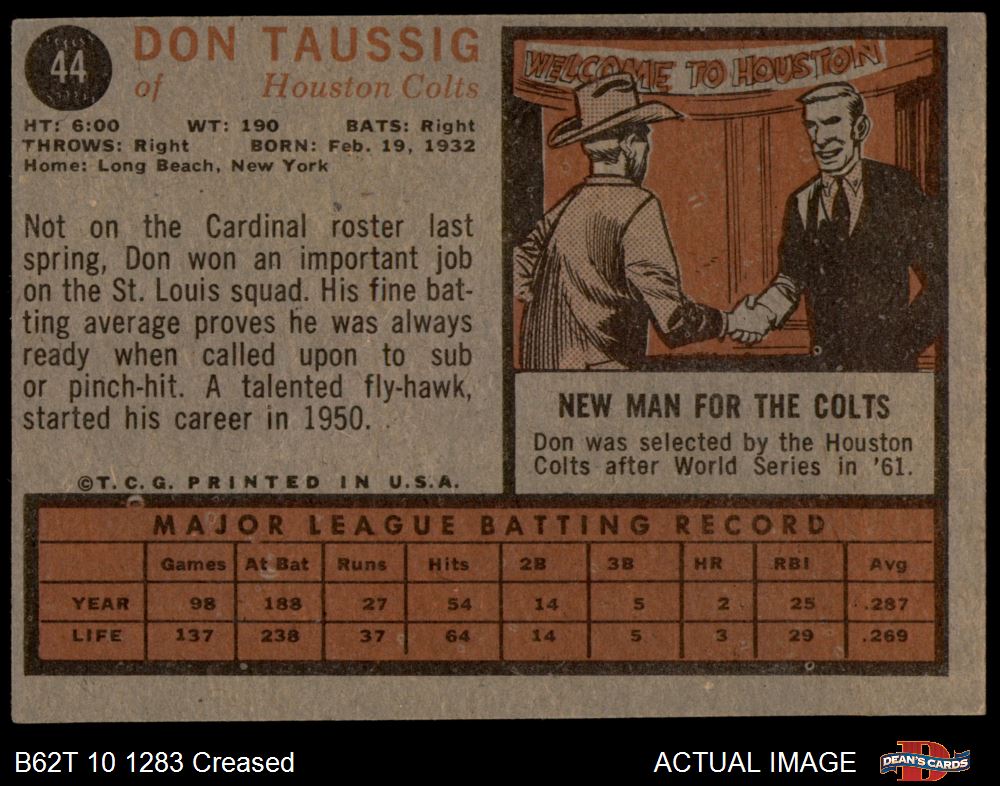 44
DON TAUSSIG
of Houston Colts
HT: 6:00 WT: 190 BATS: Right
THROWS: Right BORN: Feb. 19, 1932
Home: Long Beach, New York
Not on the Cardinal roster last
spring, Don won an important job
on the St. Louis squad. His fine bat-
ting average proves he was always
ready when called upon to sub
or pinch-hit. A talented fly-hawk,
started his career in 1950.
©T.C.G. PRINTED IN U.S.A.
WELCOME TO HOUSTON
NEW MAN FOR THE COLTS
Don was selected by the Houston
Colts after World Series in '61.
MAJOR LEAGUE BATTING RECORD
Games At Bat Runs Hits 2B 3B HR RBI Avg
YEAR 98 188 27 54 14 5 2 25 .287
LIFE 137 238 37 64 14 5 3 29 .269
B62T 10 1283 Creased
ACTUAL IMAGE
D
DEAN'S CARDS